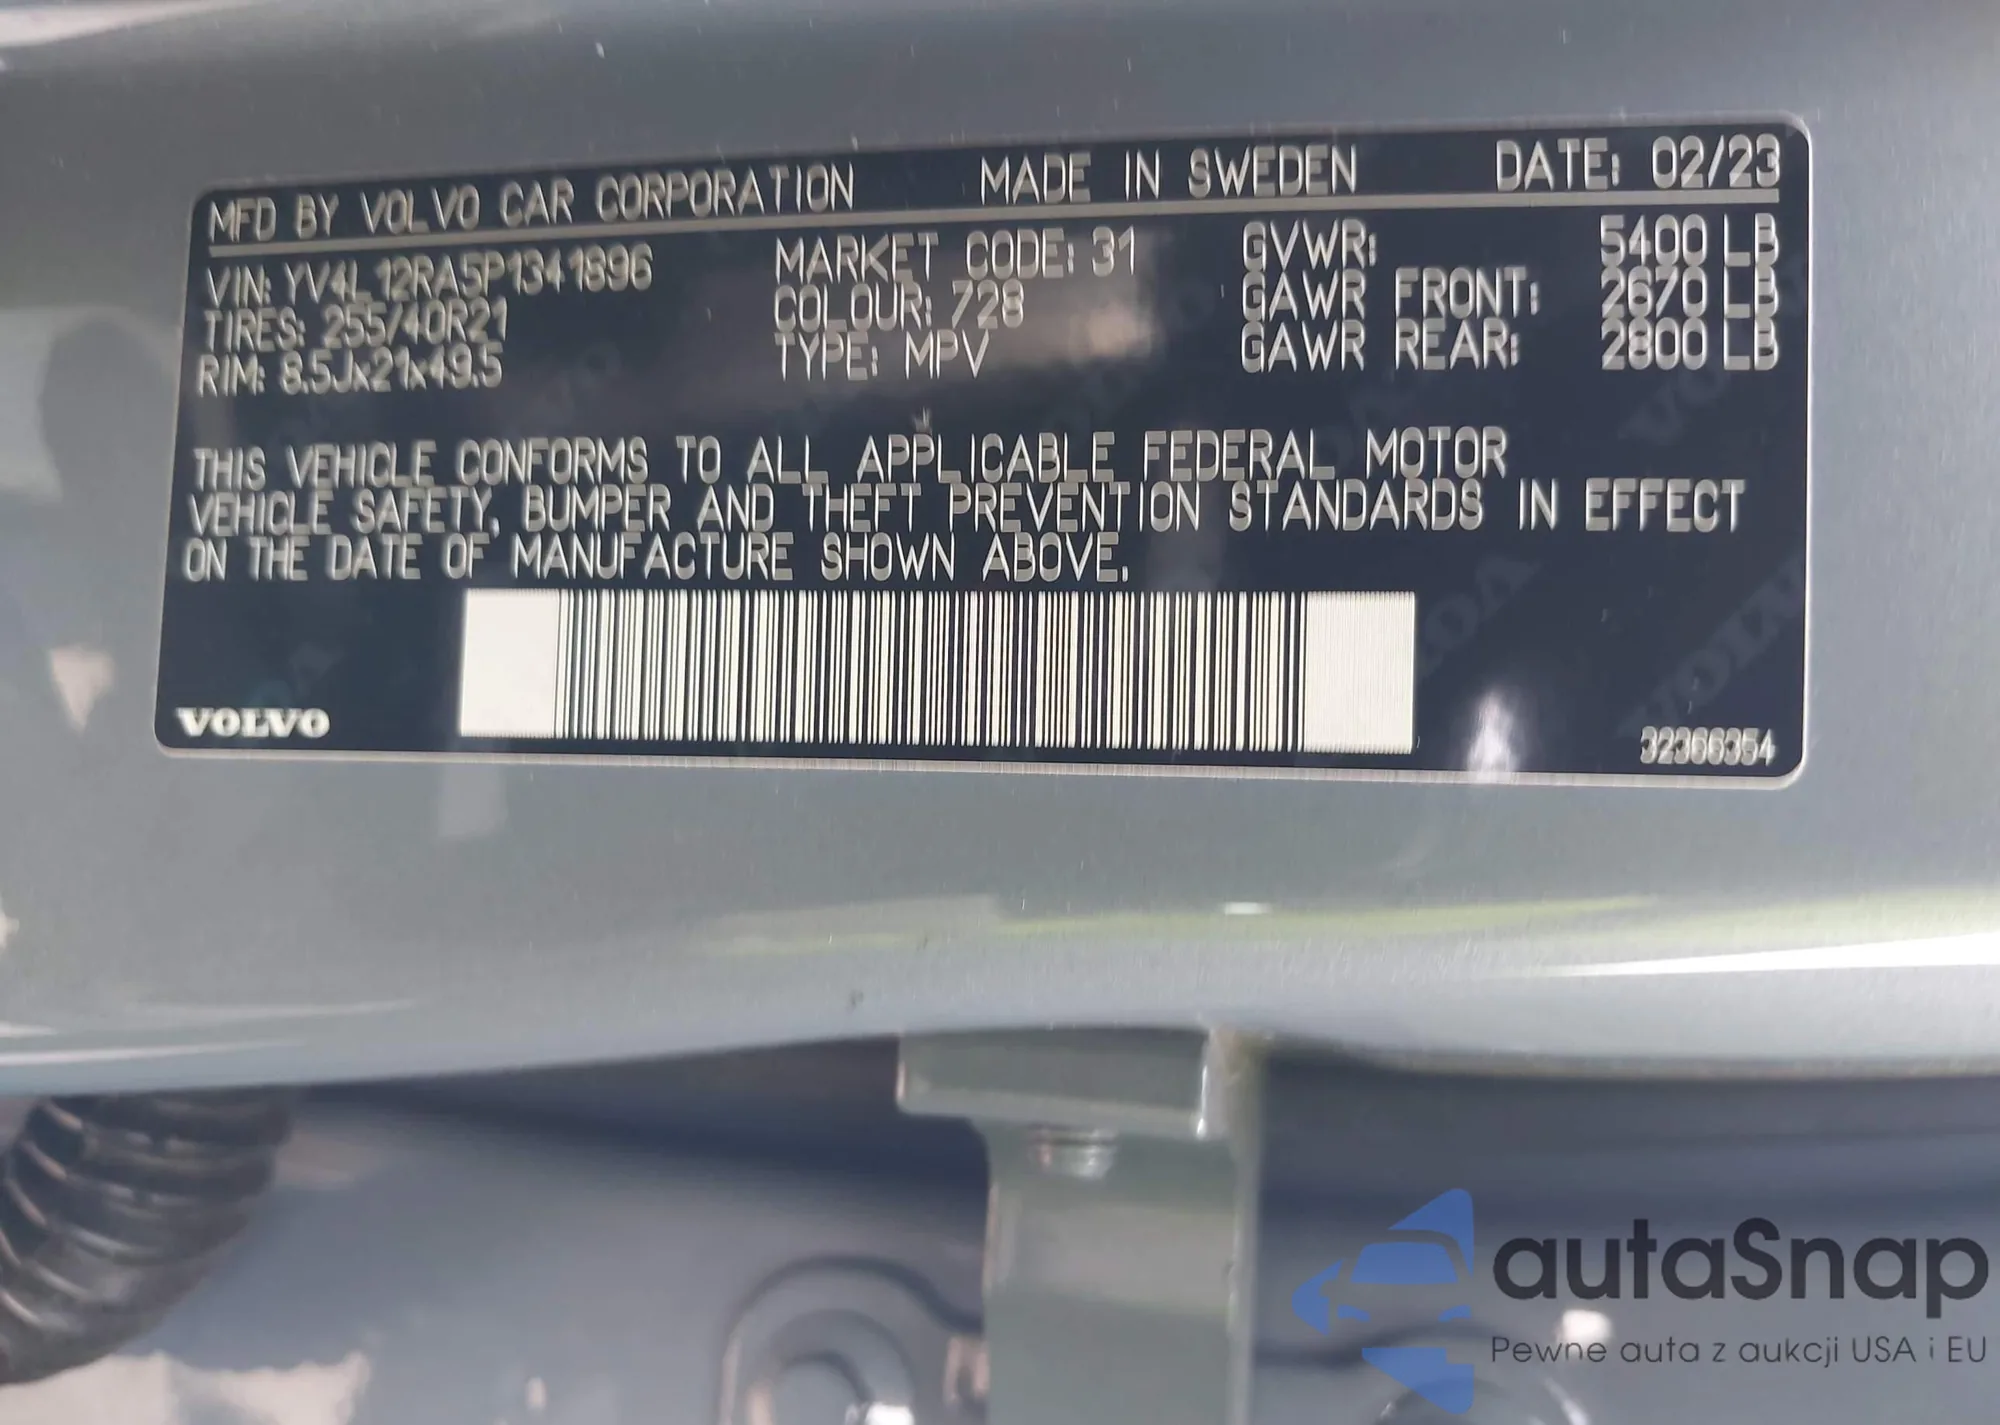 MFD BY VOLVO CAR CORPORATION MADE IN SWEDEN DATE: 02/23
VIN: YV4L12RA5P1341896 MARKET CODE: 31 GVWR: 5400 LB
TIRES: 255/40R21 COLOUR: 728 GAWR FRONT: 2670 LB
RIM: 8.5Jx21x49.5 TYPE: MPV GAWR REAR: 2800 LB
THIS VEHICLE CONFORMS TO ALL APPLICABLE FEDERAL MOTOR
VEHICLE SAFETY, BUMPER AND THEFT PREVENTION STANDARDS IN EFFECT
ON THE DATE OF MANUFACTURE SHOWN ABOVE.
VOLVO
32366354
autaSnap
Pewne auta z aukcji USA i EU